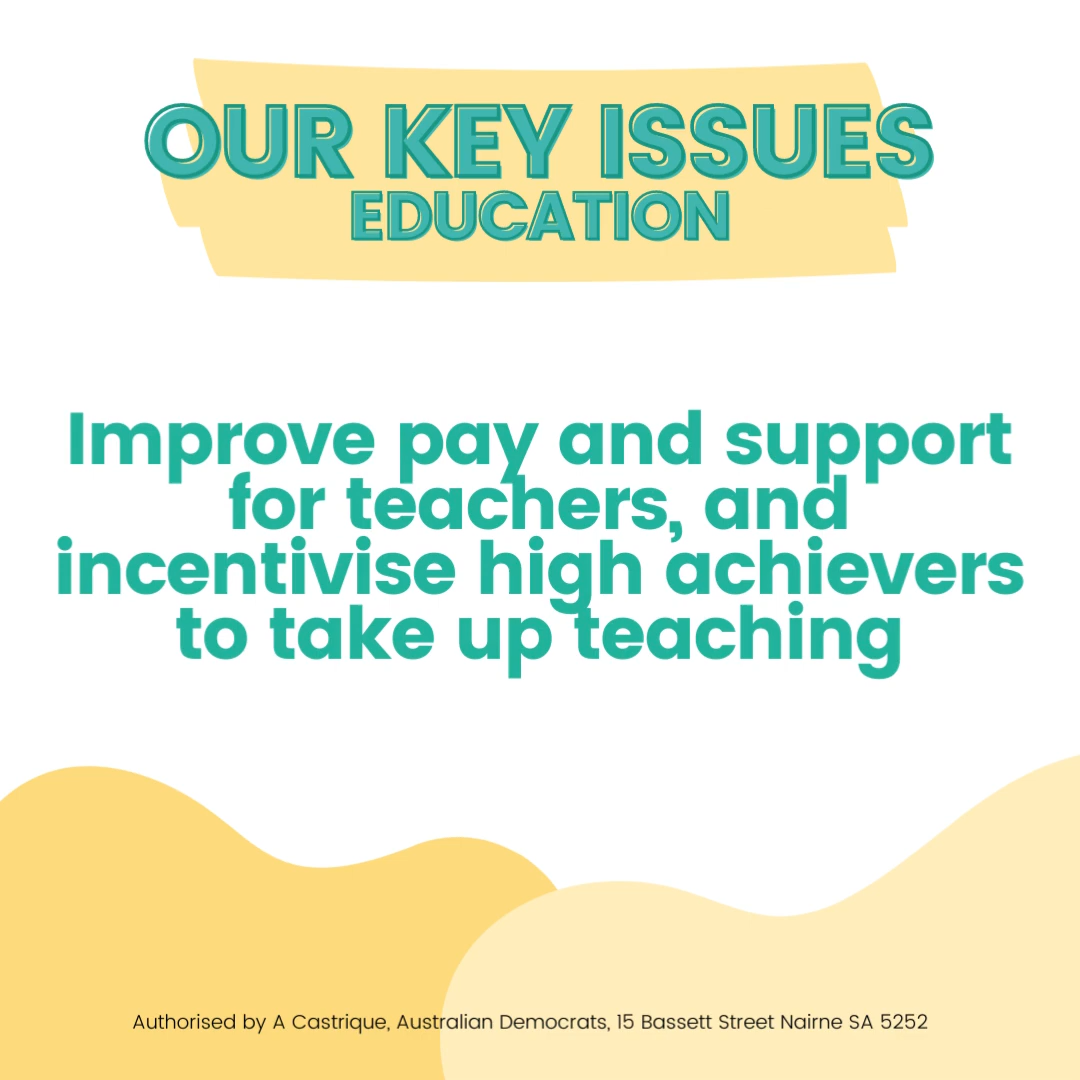 OUR KEY ISSUES
EDUCATION
Improve pay and support
for teachers, and
incentivise high achievers
to take up teaching
Authorised by A Castrique, Australian Democrats, 15 Bassett Street Nairne SA 5252